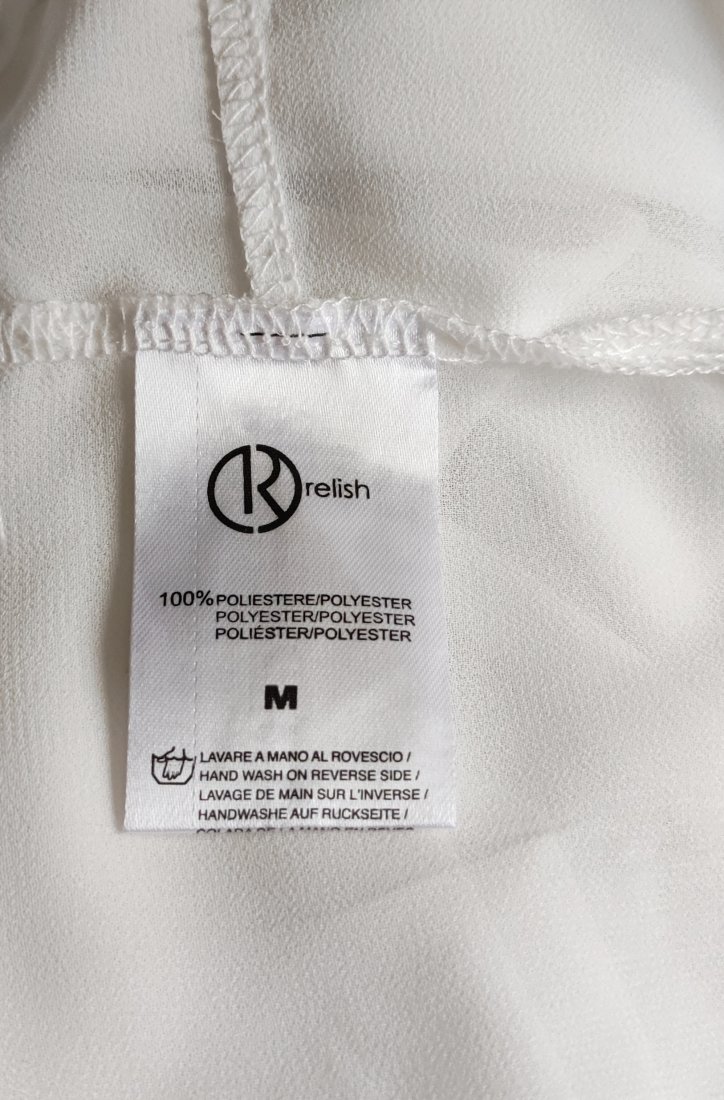 R relish
100% POLIESTERE/POLYESTER
POLYESTER/POLYESTER
POLIÉSTER/POLYESTER
M
LAVARE A MANO AL ROVESCIO /
HAND WASH ON REVERSE SIDE /
LAVAGE DE MAIN SUR L'INVERSE /
HANDWASHE AUF RUCKSEITE /